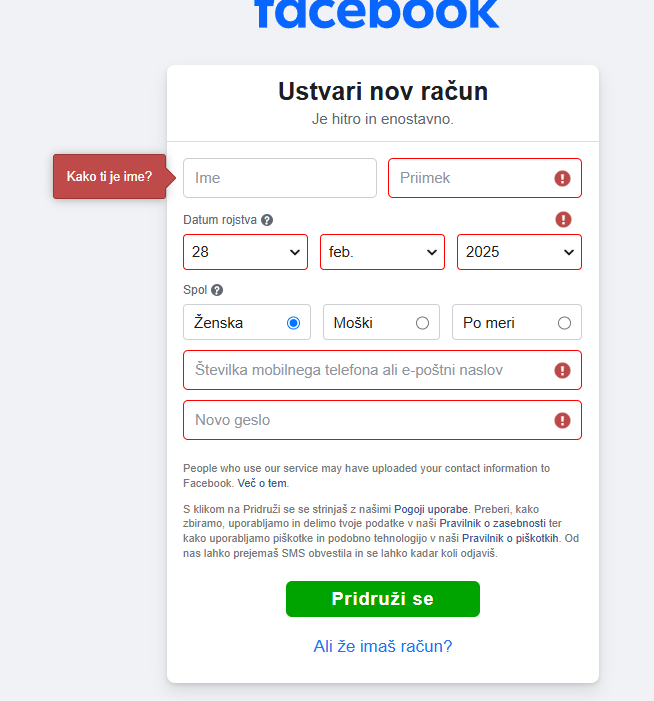 facebook
Ustvari nov račun
Je hitro in enostavno.
Kako ti je ime?
Ime
Priimek
Datum rojstva
28
feb.
2025
Spol
Ženska
Moški
Po meri
Številka mobilnega telefona ali e-poštni naslov
Novo geslo
People who use our service may have uploaded your contact information to
Facebook. Več o tem.
S klikom na Pridruži se se strinjaš z našimi Pogoji uporabe. Preberi, kako
zbiramo, uporabljamo in delimo tvoje podatke v naši Pravilnik o zasebnosti ter
kako uporabljamo piškotke in podobno tehnologijo v naši Pravilnik o piškotkih. Od
nas lahko prejemaš SMS obvestila in se lahko kadar koli odjaviš.
Pridruži se
Ali že imaš račun?